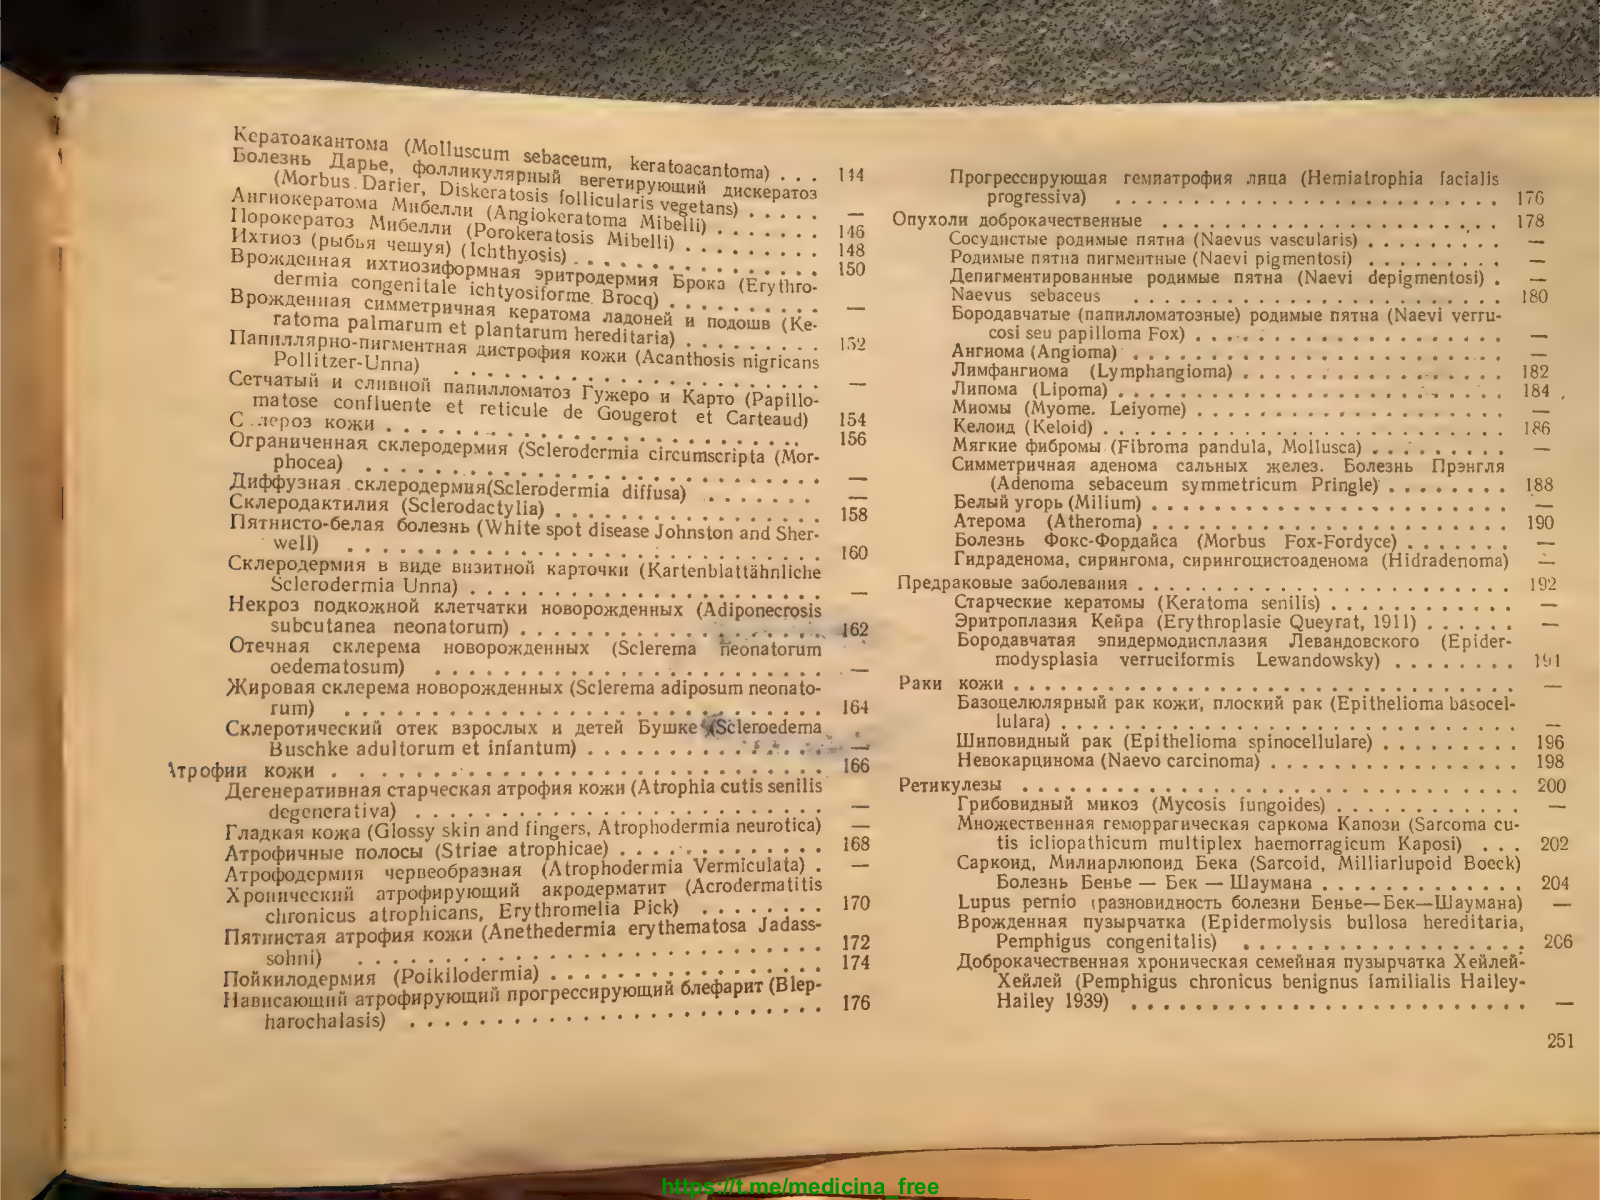 Кератоакантома (Molluscum sebaceum, keratoacantoma) . . . 144
Болезнь Дарье, фолликулярный вегетирующий дискератоз
(Morbus Darier, Diskeratosis follicularis vegetans) . . . . . —
Ангиокератома Мибелли (Angiokeratoma Mibelli) . . . . . . . 146
Порокератоз Мибелли (Porokeratosis Mibelli) . . . . . . . . 148
Ихтиоз (рыбья чешуя) (Ichthyosis) . . . . . . . . . . . . . 150
Врожденная ихтиозиформная эритродермия Брока (Erythro-
dermia congenitale ichtyosiforme Brocq) . . . . . . . . —
Врожденная симметричная кератома ладоней и подошв (Ke-
ratoma palmarum et plantarum hereditaria) . . . . . . . . . 152
Папиллярно-пигментная дистрофия кожи (Acanthosis nigricans
Pollitzer-Unna) . . . . . . . . . . . . . . . . . . . . —
Сетчатый и сливной папилломатоз Гужеро и Карто (Papillo-
matose confluente et reticule de Gougerot et Carteaud) 154
С лероз кожи . . . . . . . . . . . . . . . . . . . . . . 156
Ограниченная склеродермия (Sclerodermia circumscripta (Mor-
phocea) . . . . . . . . . . . . . . . . . . . . . . . . —
Диффузная склеродермия(Sclerodermia diffusa) . . . . . . . —
Склеродактилия (Sclerodactylia) . . . . . . . . . . . . . . 158
Пятнисто-белая болезнь (White spot disease Johnston and Sher-
well) . . . . . . . . . . . . . . . . . . . . . . . . . 160
Склеродермия в виде визитной карточки (Kartenblattähnliche
Sclerodermia Unna) . . . . . . . . . . . . . . . . . . . —
Некроз подкожной клетчатки новорожденных (Adiponecrosis
subcutanea neonatorum) . . . . . . . . . . . . . . . . . 162
Отечная склерема новорожденных (Sclerema neonatorum
oedematosum) . . . . . . . . . . . . . . . . . . . . . . —
Жировая склерема новорожденных (Sclerema adiposum neonato-
rum) . . . . . . . . . . . . . . . . . . . . . . . . . . 164
Склеротический отек взрослых и детей Бушке (Scleroedema
Buschke adultorum et infantum) . . . . . . . . . . . . . —
Атрофии кожи . . . . . . . . . . . . . . . . . . . . . . . 166
Дегенеративная старческая атрофия кожи (Atrophia cutis senilis
degenerativa) . . . . . . . . . . . . . . . . . . . . . —
Гладкая кожа (Glossy skin and fingers, Atrophodermia neurotica) —
Атрофичные полосы (Striae atrophicae) . . . . . . . . . . . 168
Атрофодермия червеобразная (Atrophodermia Vermiculata) . —
Хронический атрофирующий акродерматит (Acrodermatitis
chronicus atrophicans, Erythromelia Pick) . . . . . . . . 170
Пятнистая атрофия кожи (Anethedermia erythematosa Jadass-
sohni) . . . . . . . . . . . . . . . . . . . . . . . . . 172
Пойкилодермия (Poikilodermia) . . . . . . . . . . . . . . . 174
Нависающий атрофирующий прогрессирующий блефарит (Blep-
harochalasis) . . . . . . . . . . . . . . . . . . . . . 176
Прогрессирующая гемиатрофия лица (Hemiatrophia facialis
progressiva) . . . . . . . . . . . . . . . . . . . . . . 176
Опухоли доброкачественные . . . . . . . . . . . . . . . . . 178
Сосудистые родимые пятна (Naevus vascularis) . . . . . . . . —
Родимые пятна пигментные (Naevi pigmentosi) . . . . . . . . —
Депигментированные родимые пятна (Naevi depigmentosi) . —
Naevus sebaceus . . . . . . . . . . . . . . . . . . . . . . 180
Бородавчатые (папилломатозные) родимые пятна (Naevi verru-
cosi seu papilloma Fox) . . . . . . . . . . . . . . . . —
Ангиома (Angioma) . . . . . . . . . . . . . . . . . . . . . —
Лимфангиома (Lymphangioma) . . . . . . . . . . . . . . . . 182
Липома (Lipoma) . . . . . . . . . . . . . . . . . . . . . . 184
Миомы (Myome. Leiyome) . . . . . . . . . . . . . . . . . . —
Келоид (Keloid) . . . . . . . . . . . . . . . . . . . . . . 186
Мягкие фибромы (Fibroma pandula, Mollusca) . . . . . . . . —
Симметричная аденома сальных желез. Болезнь Прэнгля
(Adenoma sebaceum symmetricum Pringle) . . . . . . . . 188
Белый угорь (Milium) . . . . . . . . . . . . . . . . . . . —
Атерома (Atheroma) . . . . . . . . . . . . . . . . . . . . 190
Болезнь Фокс-Фордайса (Morbus Fox-Fordyce) . . . . . . . —
Гидраденома, сирингома, сирингоцистоаденома (Hidradenoma) —
Предраковые заболевания . . . . . . . . . . . . . . . . . . 192
Старческие кератомы (Keratoma senilis) . . . . . . . . . . . —
Эритроплазия Кейра (Erythroplasie Queyrat, 1911) . . . . . . —
Бородавчатая эпидермодисплазия Левандовского (Epider-
modysplasia verruciformis Lewandowsky) . . . . . . . . 194
Раки кожи . . . . . . . . . . . . . . . . . . . . . . . . . —
Базоцелюлярный рак кожи, плоский рак (Epithelioma basocel-
lulara) . . . . . . . . . . . . . . . . . . . . . . . . —
Шиповидный рак (Epithelioma spinocellulare) . . . . . . . . . 196
Невокарцинома (Naevo carcinoma) . . . . . . . . . . . . . . 198
Ретикулезы . . . . . . . . . . . . . . . . . . . . . . . . 200
Грибовидный микоз (Mycosis fungoides) . . . . . . . . . . . —
Множественная геморрагическая саркома Капози (Sarcoma cu-
tis icliopathicum multiplex haemorragicum Kaposi) . . . 202
Саркоид, Милиарлюпоид Бека (Sarcoid, Milliarlupoid Boeck)
Болезнь Бенье — Бек — Шаумана . . . . . . . . . . . . . 204
Lupus pernio (разновидность болезни Бенье—Бек—Шаумана) —
Врожденная пузырчатка (Epidermolysis bullosa hereditaria,
Pemphigus congenitalis) . . . . . . . . . . . . . . . . . 206
Доброкачественная хроническая семейная пузырчатка Хейлей-
Хейлей (Pemphigus chronicus benignus familialis Hailey-
Hailey 1939) . . . . . . . . . . . . . . . . . . . . . . —
251
https://t.me/medicina_free